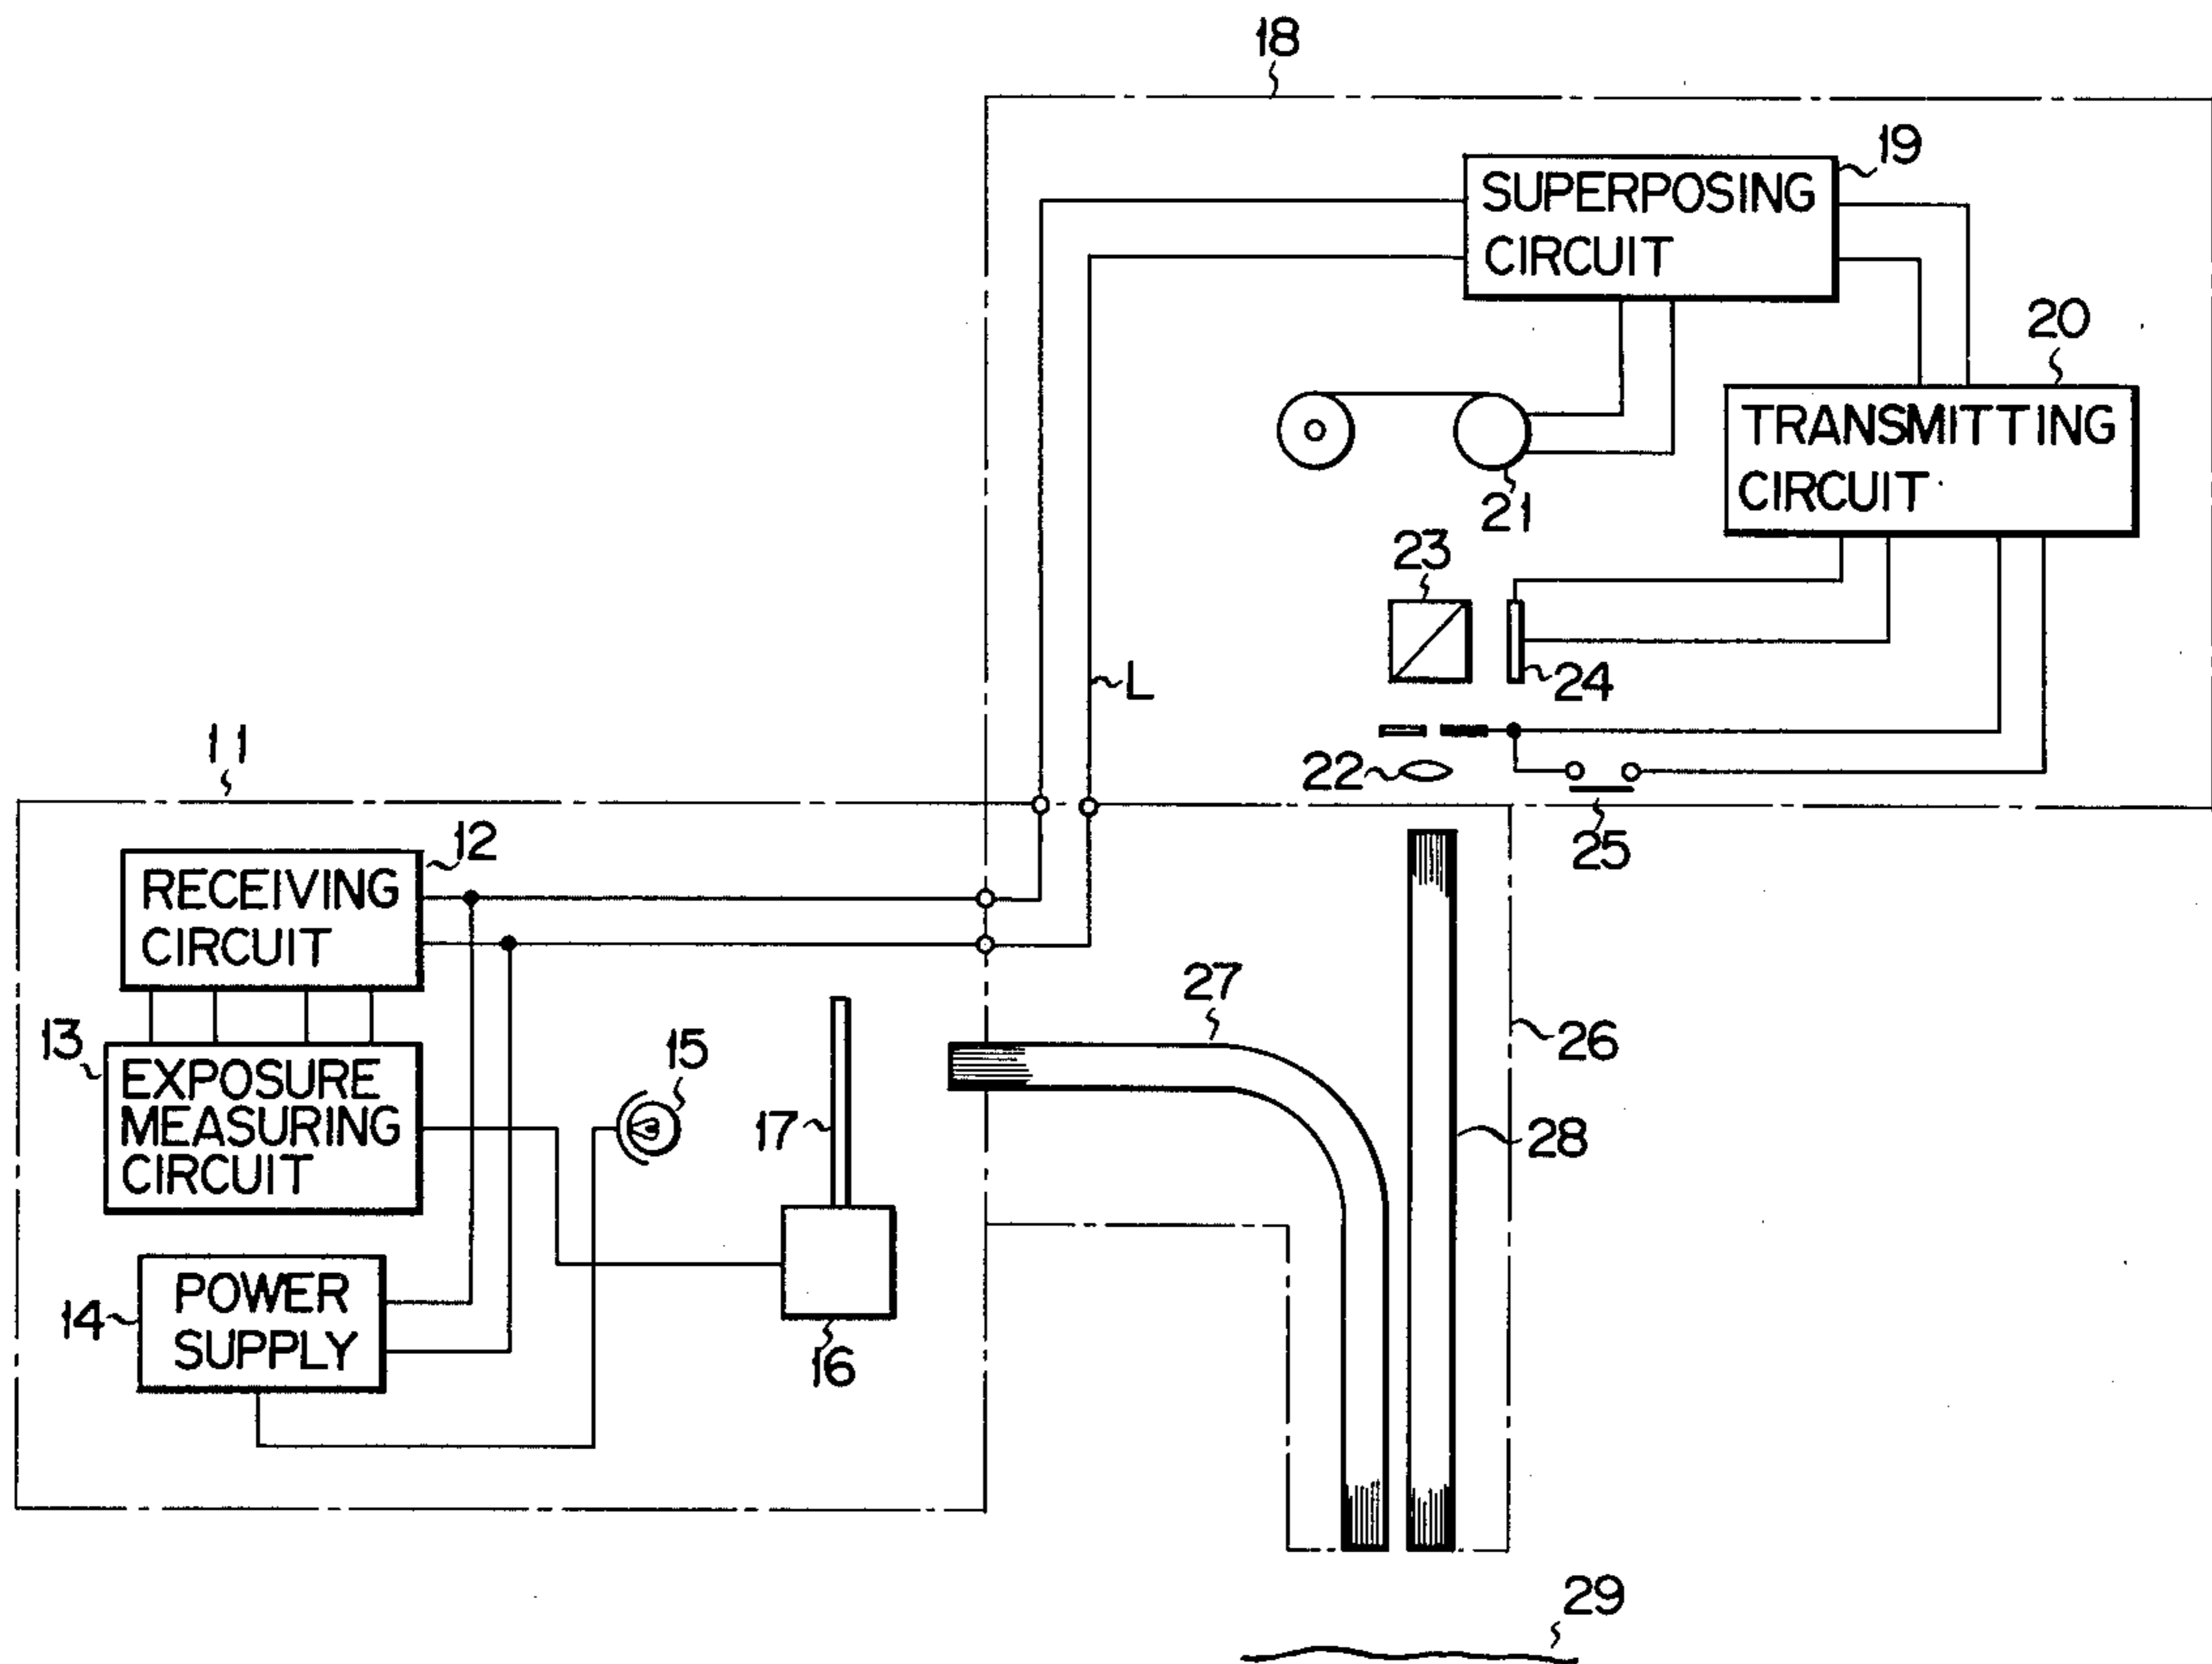 18
SUPERPOSING
CIRCUIT
19
20
TRANSMITTING
CIRCUIT
21
23
24
L
22
25
11
12
RECEIVING
CIRCUIT
13
EXPOSURE
MEASURING
CIRCUIT
15
17
14
POWER
SUPPLY
16
27
26
28
29